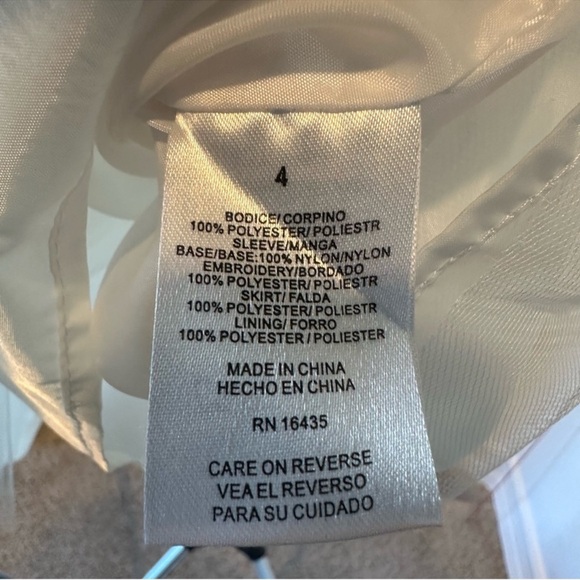 4
BODICE/CORPINO
100% POLYESTER/POLIESTR
SLEEVE/MANGA
BASE/BASE:100% NYLON/NYLON
EMBROIDERY/BORDADO
100% POLYESTER/POLIESTER
SKIRT/FALDA
100% POLYESTER/POLIESTER
LINING/FORRO
100% POLYESTER/POLIESTER
MADE IN CHINA
HECHO EN CHINA
RN 16435
CARE ON REVERSE
VEA EL REVERSO
PARA SU CUIDADO